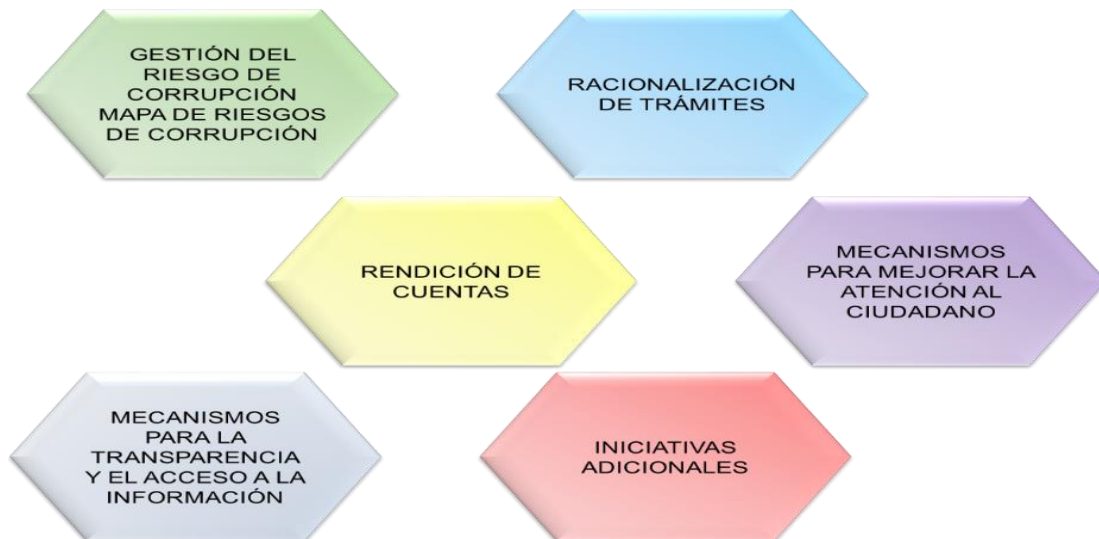 GESTIÓN DEL
RIESGO DE
CORRUPCIÓN
MAPA DE RIESGOS
DE CORRUPCIÓN
RACIONALIZACIÓN
DE TRÁMITES
RENDICIÓN DE
CUENTAS
MECANISMOS
PARA MEJORAR LA
ATENCIÓN AL
CIUDADANO
MECANISMOS
PARA LA
TRANSPARENCIA
Y EL ACCESO A LA
INFORMACIÓN
INICIATIVAS
ADICIONALES